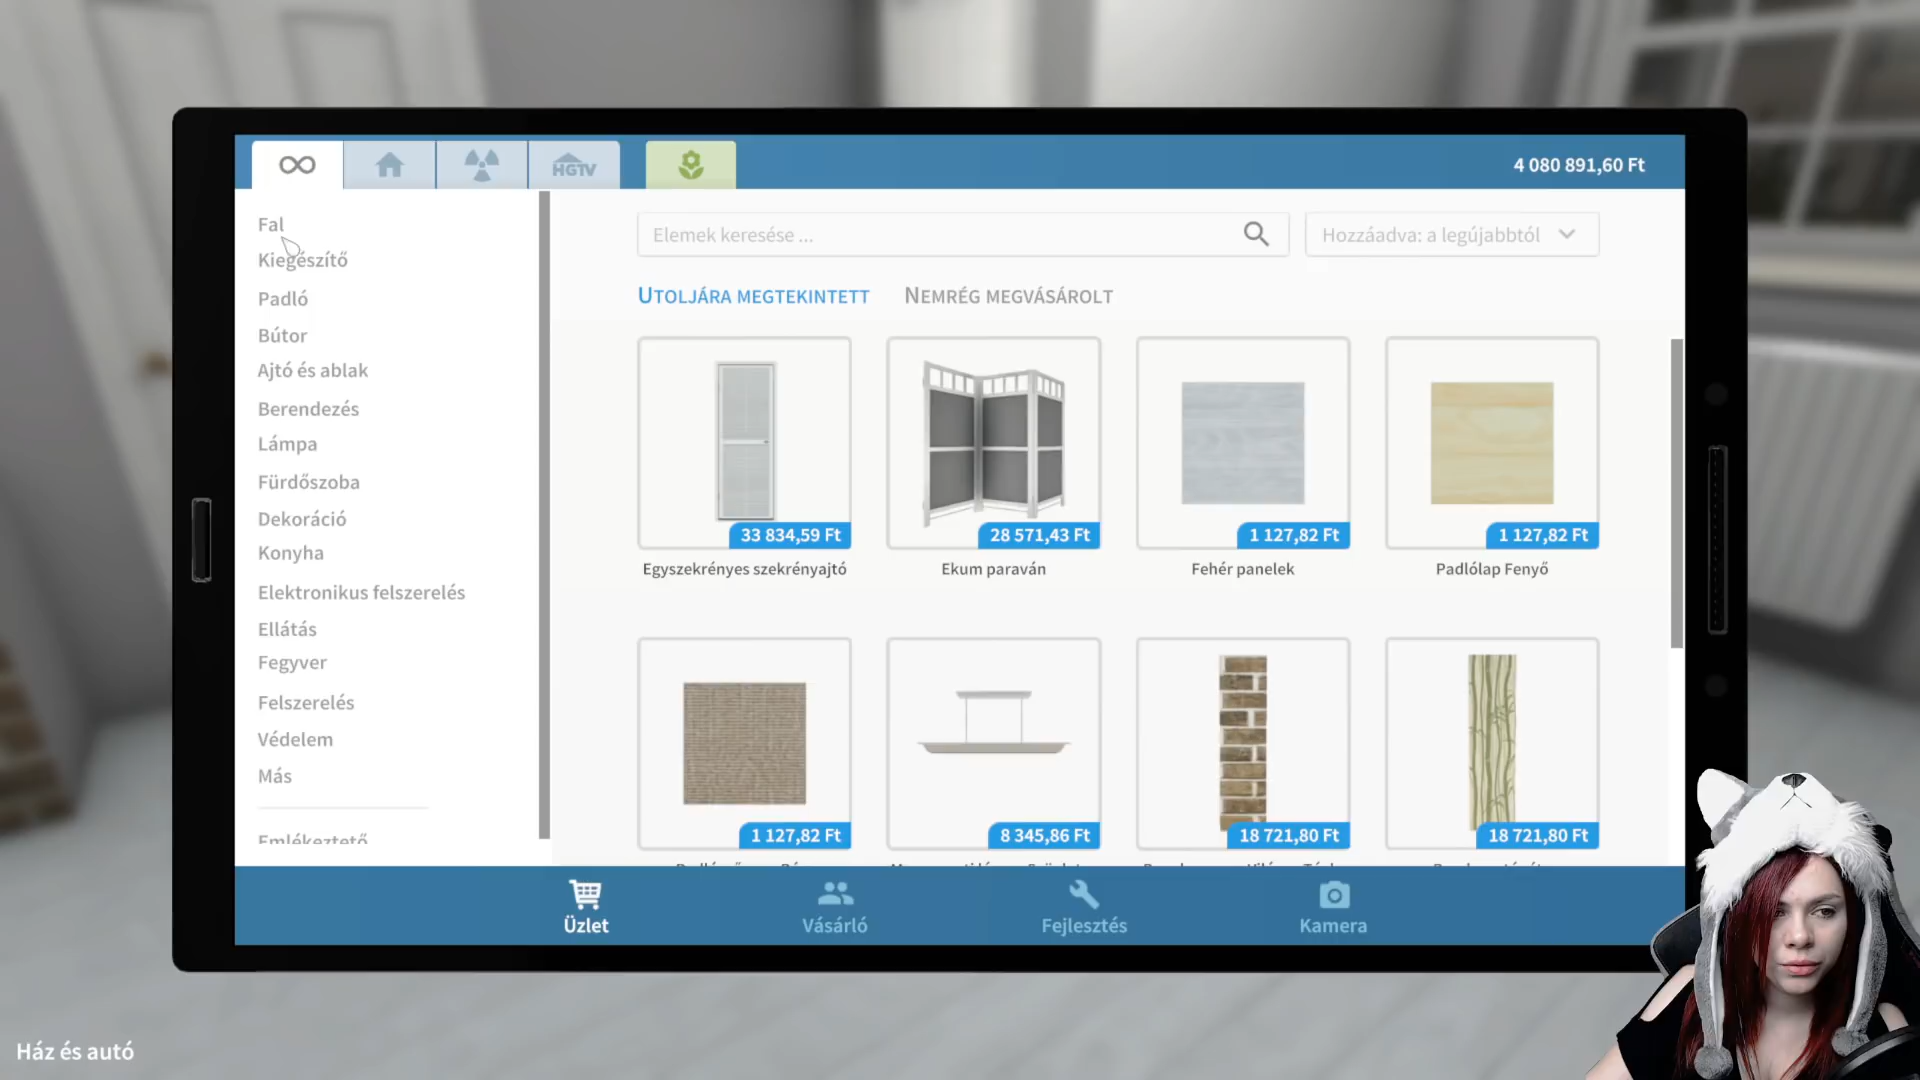 HGTV
4 080 891,60 Ft
Fal
Kiegészítő
Padló
Bútor
Ajtó és ablak
Berendezés
Lámpa
Fürdőszoba
Dekoráció
Konyha
Elektronikus felszerelés
Ellátás
Fegyver
Felszerelés
Védelem
Más
Emlékeztető
Elemek keresése ...
Hozzáadva: a legújabbtól
UTOLJÁRA MEGTEKINTETT
NEMRÉG MEGVÁSÁROLT
33 834,59 Ft
28 571,43 Ft
1 127,82 Ft
1 127,82 Ft
Egyszekrényes szekrényajtó
Ekum paraván
Fehér panelek
Padlólap Fenyő
1 127,82 Ft
8 345,86 Ft
18 721,80 Ft
18 721,80 Ft
Üzlet
Vásárló
Fejlesztés
Kamera
Ház és autó